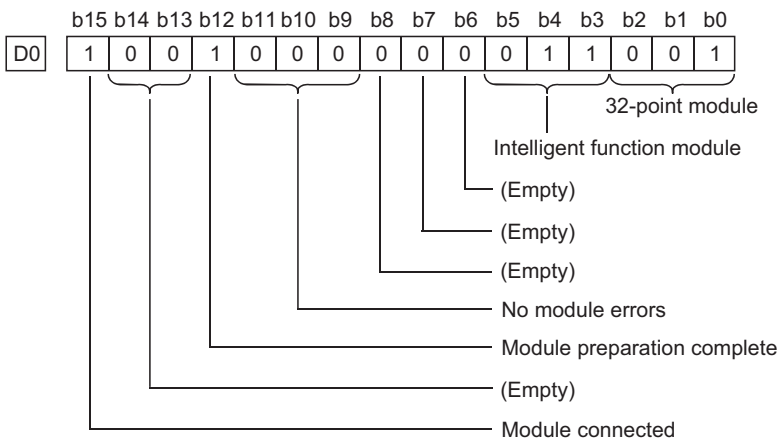 b15 b14 b13 b12 b11 b10 b9 b8 b7 b6 b5 b4 b3 b2 b1 b0
D0 1 0 0 1 0 0 0 0 0 0 0 1 1 0 0 1
32-point module
Intelligent function module
(Empty)
(Empty)
(Empty)
No module errors
Module preparation complete
(Empty)
Module connected